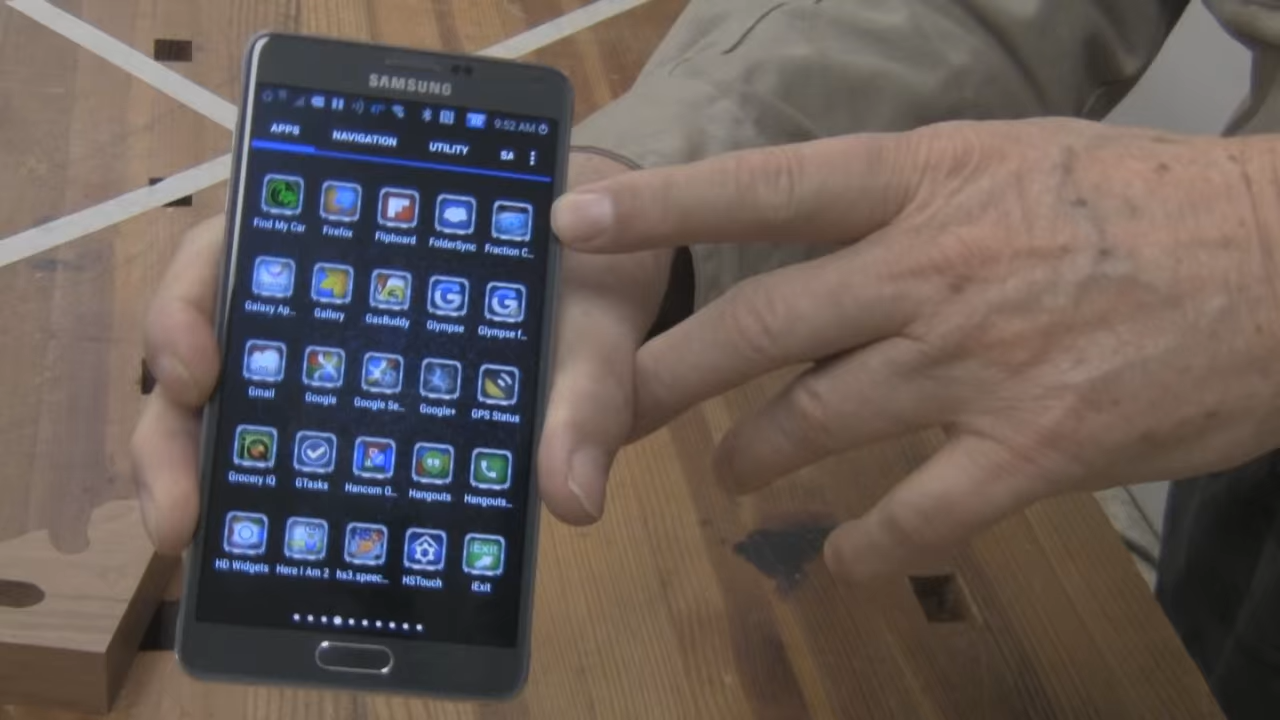 SAMSUNG
9:52 AM
APPS NAVIGATION UTILITY SA
Find My Car Firefox Flipboard FolderSync Fraction C...
Galaxy Ap... Gallery GasBuddy Glympse Glympse f...
Gmail Google Google Se... Google+ GPS Status
Grocery IQ GTasks Hancom O... Hangouts Hangouts...
iExit
HD Widgets Here I Am 2 hs3.speec... HSTouch iExit